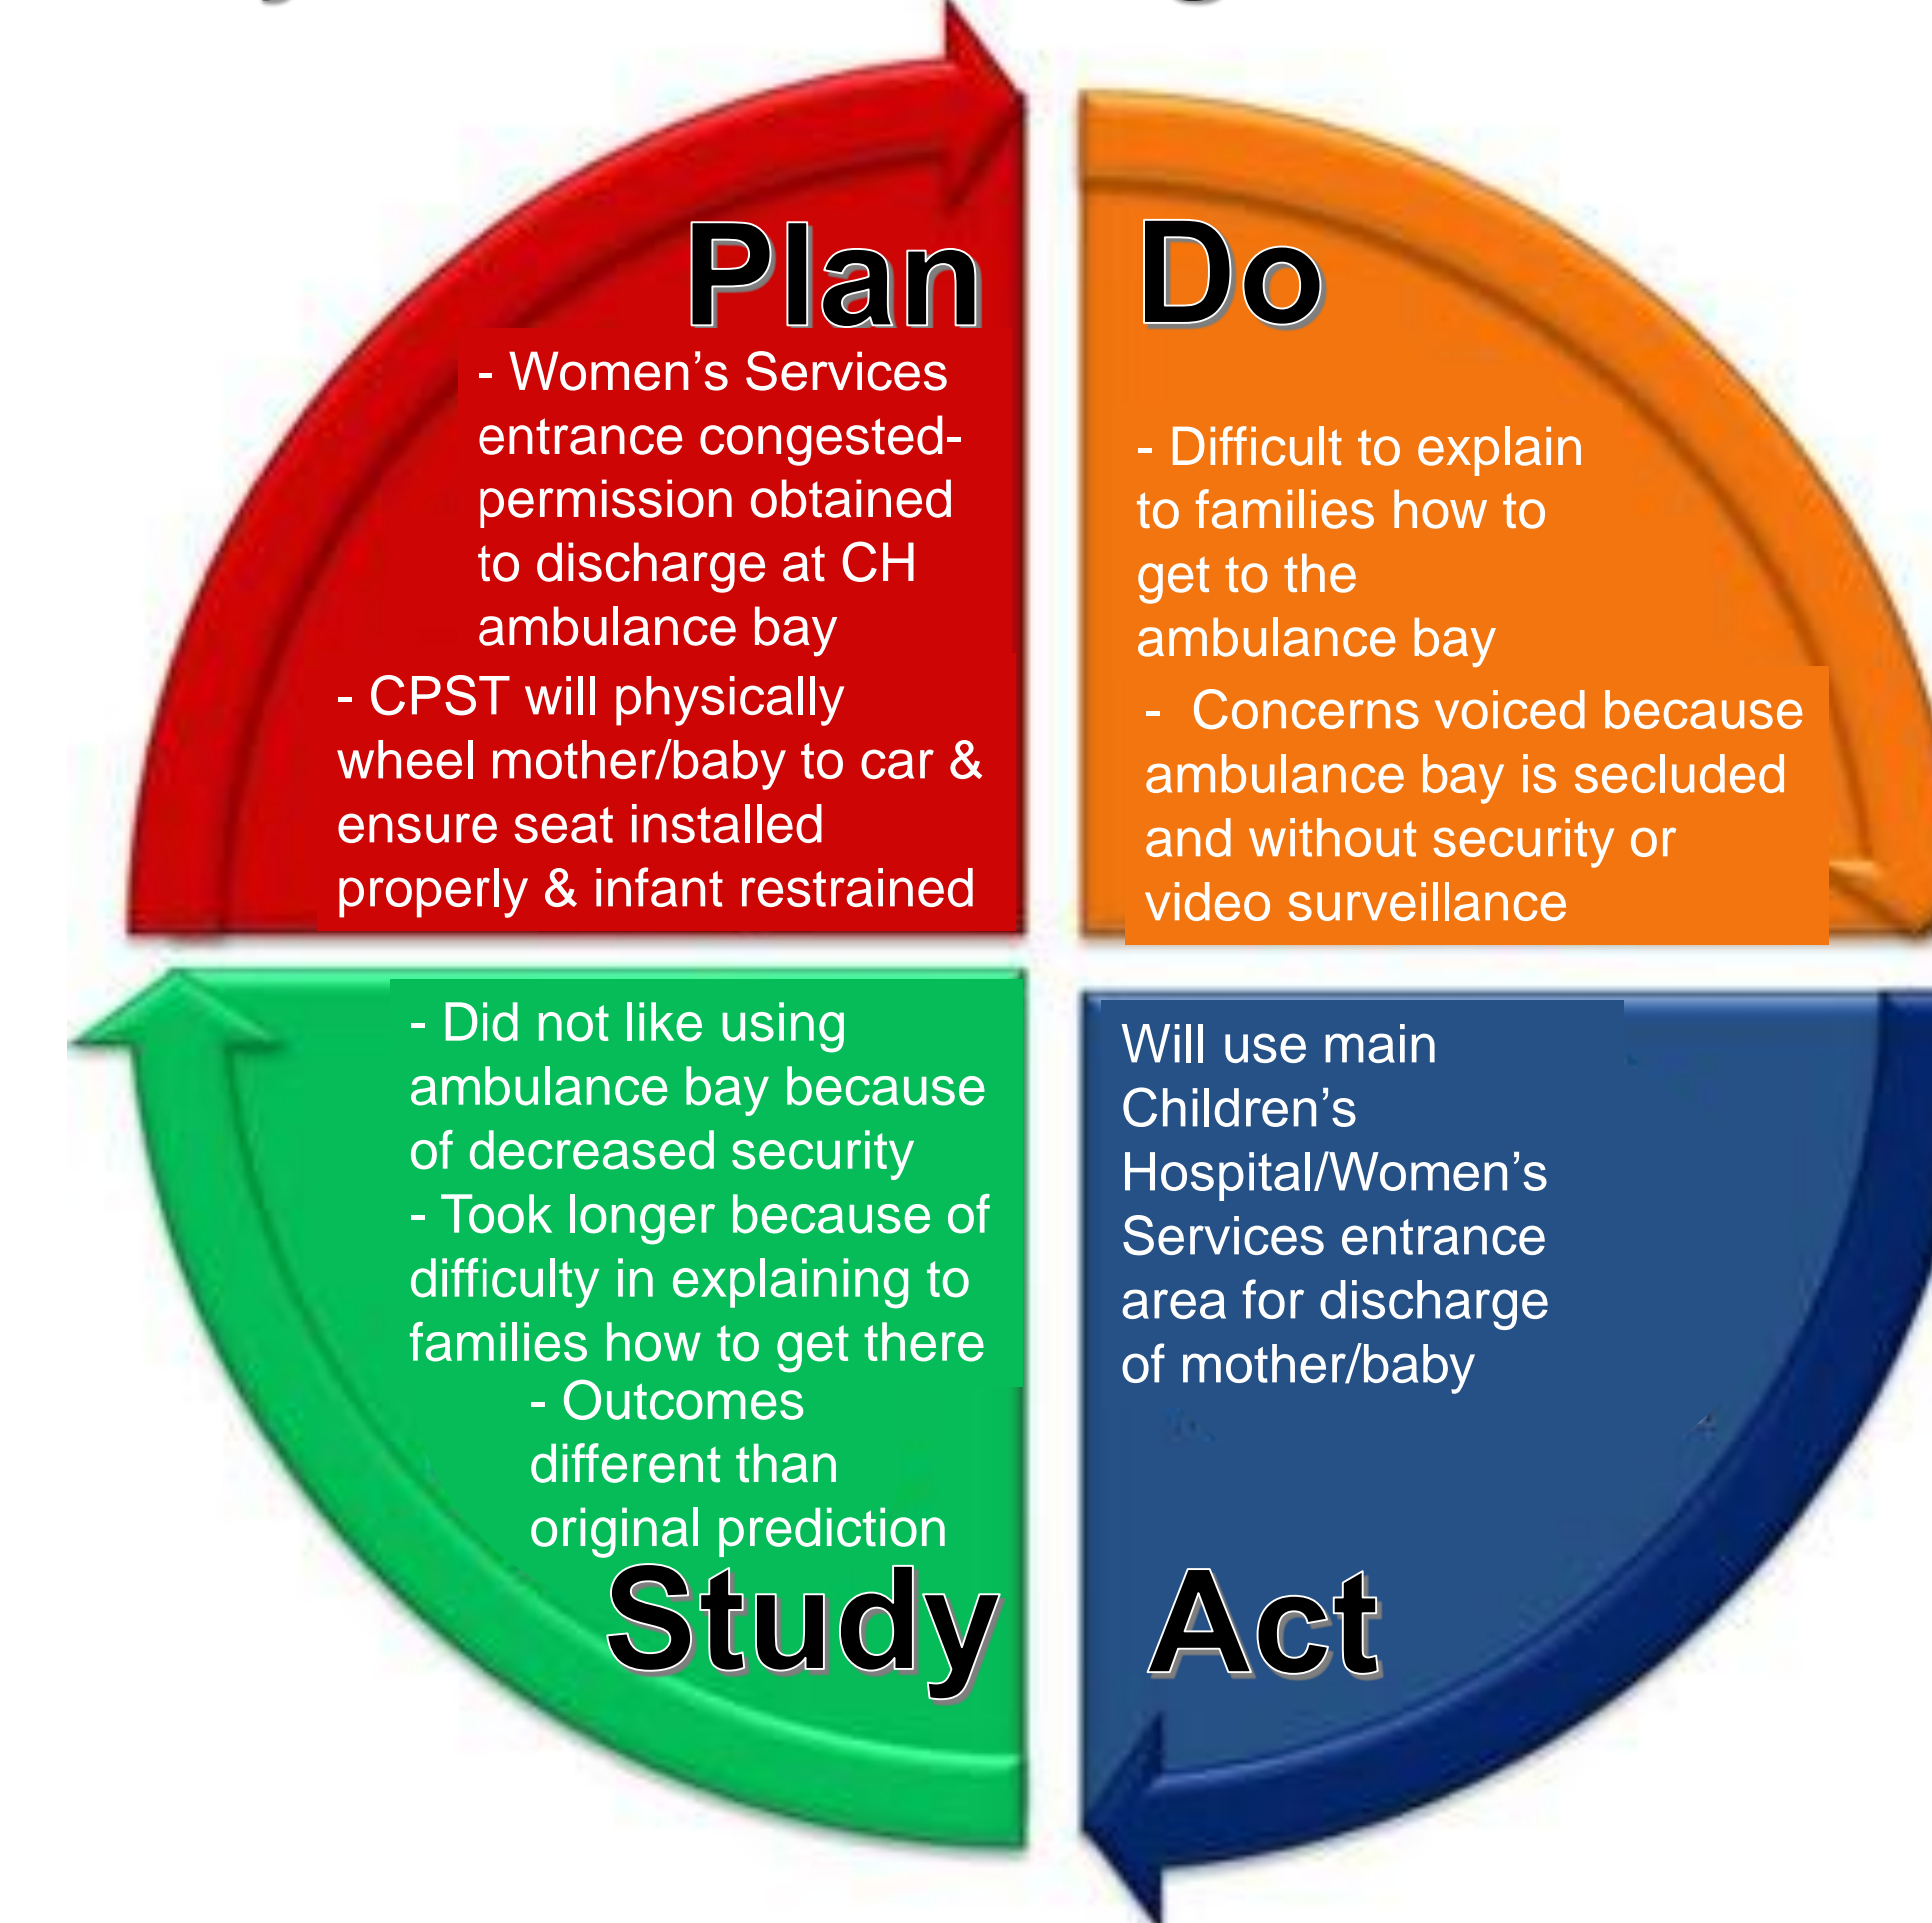 Plan
- Women's Services
entrance congested-
permission obtained
to discharge at CH
ambulance bay
- CPST will physically
wheel mother/baby to car &
ensure seat installed
properly & infant restrained
Do
- Difficult to explain
to families how to
get to the
ambulance bay
- Concerns voiced because
ambulance bay is secluded
and without security or
video surveillance
- Did not like using
ambulance bay because
of decreased security
- Took longer because of
difficulty in explaining to
families how to get there
- Outcomes
different than
original prediction
Study
Will use main
Children's
Hospital/Women's
Services entrance
area for discharge
of mother/baby
Act